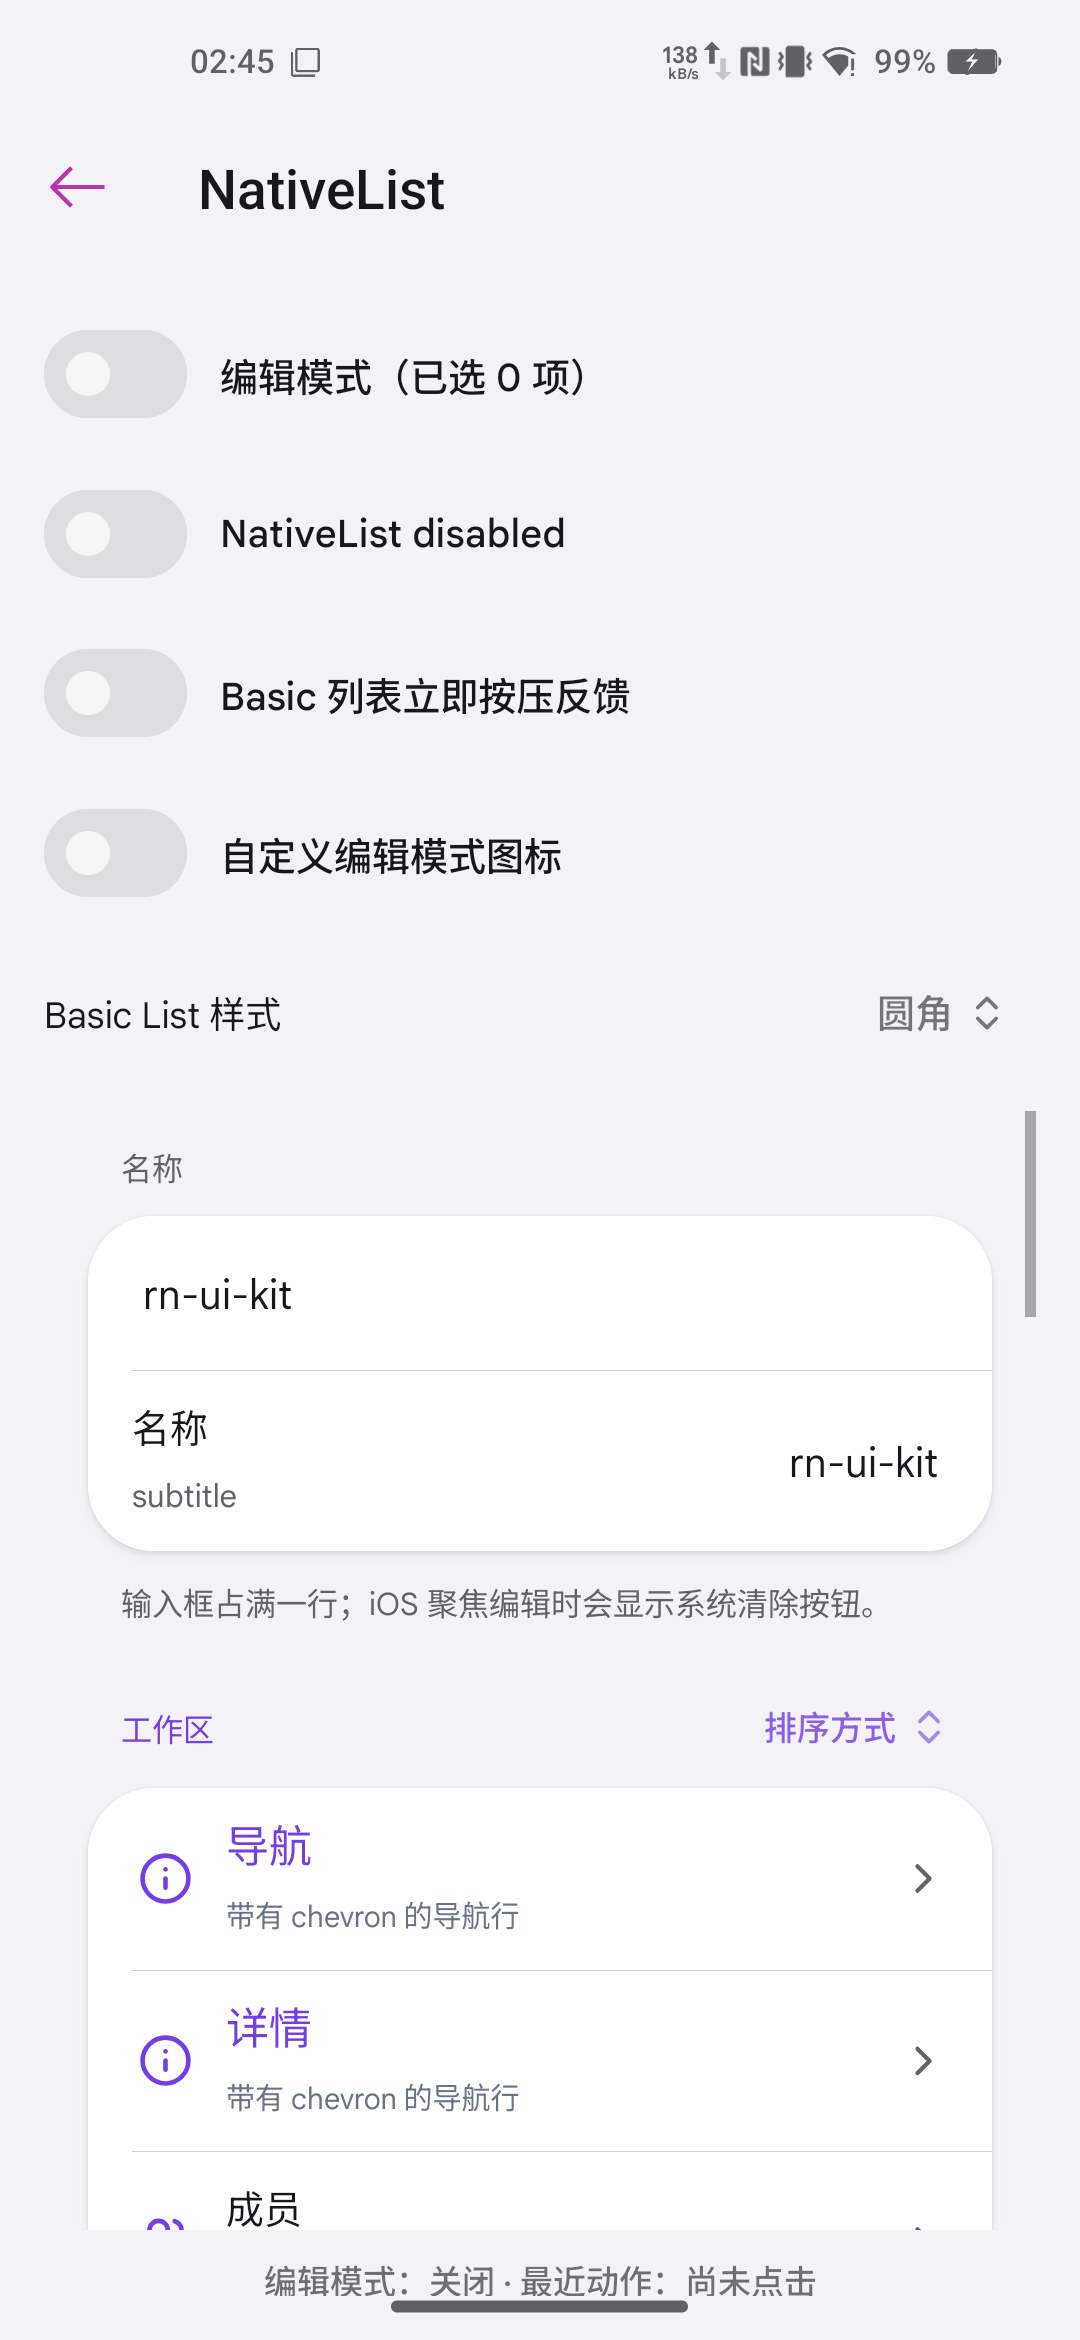 02:45
138 kB/s
99%
NativeList
编辑模式（已选 0 项）
NativeList disabled
Basic 列表立即按压反馈
自定义编辑模式图标
Basic List 样式
圆角
名称
rn-ui-kit
名称
rn-ui-kit
subtitle
输入框占满一行；iOS 聚焦编辑时会显示系统清除按钮。
工作区
排序方式
导航
带有 chevron 的导航行
详情
带有 chevron 的导航行
成员
编辑模式：关闭 · 最近动作：尚未点击